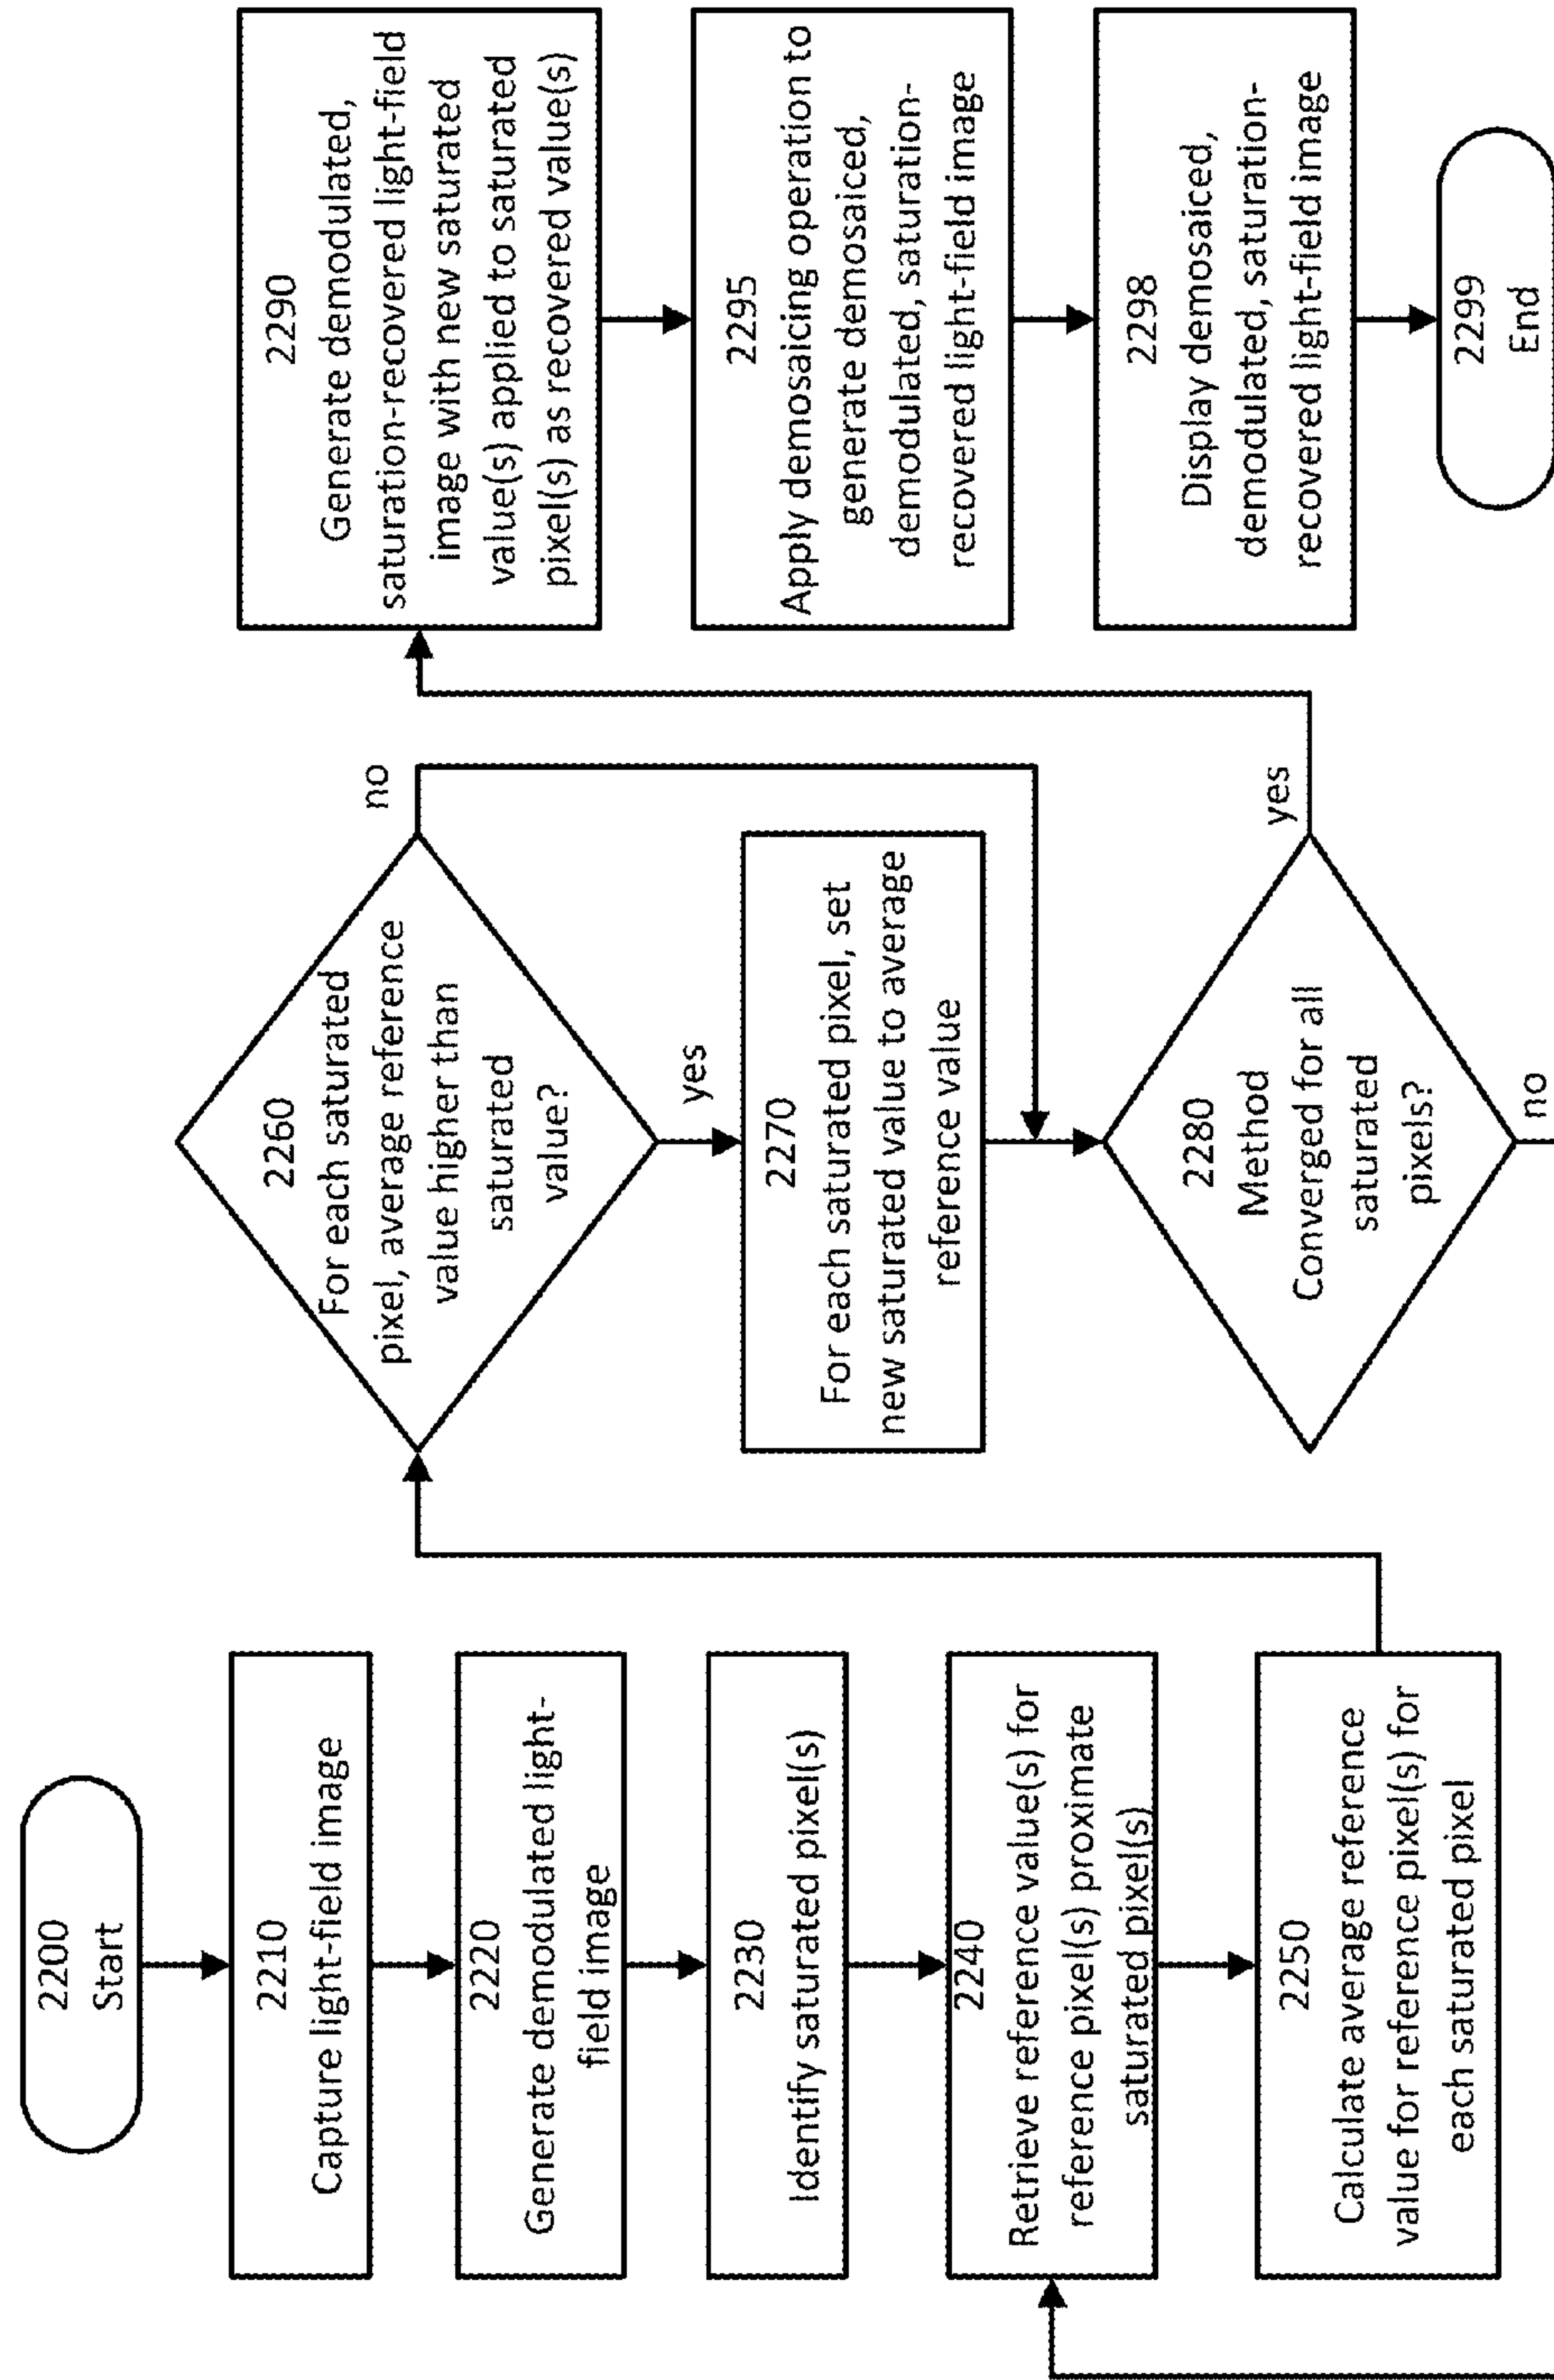 2200
Start
2210
Capture light-field image
2220
Generate demodulated light-
field image
2230
Identify saturated pixel(s)
2240
Retrieve reference value(s) for
reference pixel(s) proximate
saturated pixel(s)
2250
Calculate average reference
value for reference pixel(s) for
each saturated pixel
2260
For each saturated
pixel, average reference
value higher than
saturated
value?
no
yes
2270
For each saturated pixel, set
new saturated value to average
reference value
2280
Method
Converged for all
saturated
pixels?
yes
no
2290
Generate demodulated,
saturation-recovered light-field
image with new saturated
value(s) applied to saturated
pixel(s) as recovered value(s)
2295
Apply demosaicing operation to
generate demosaiced,
demodulated, saturation-
recovered light-field image
2298
Display demosaiced,
demodulated, saturation-
recovered light-field image
2299
End